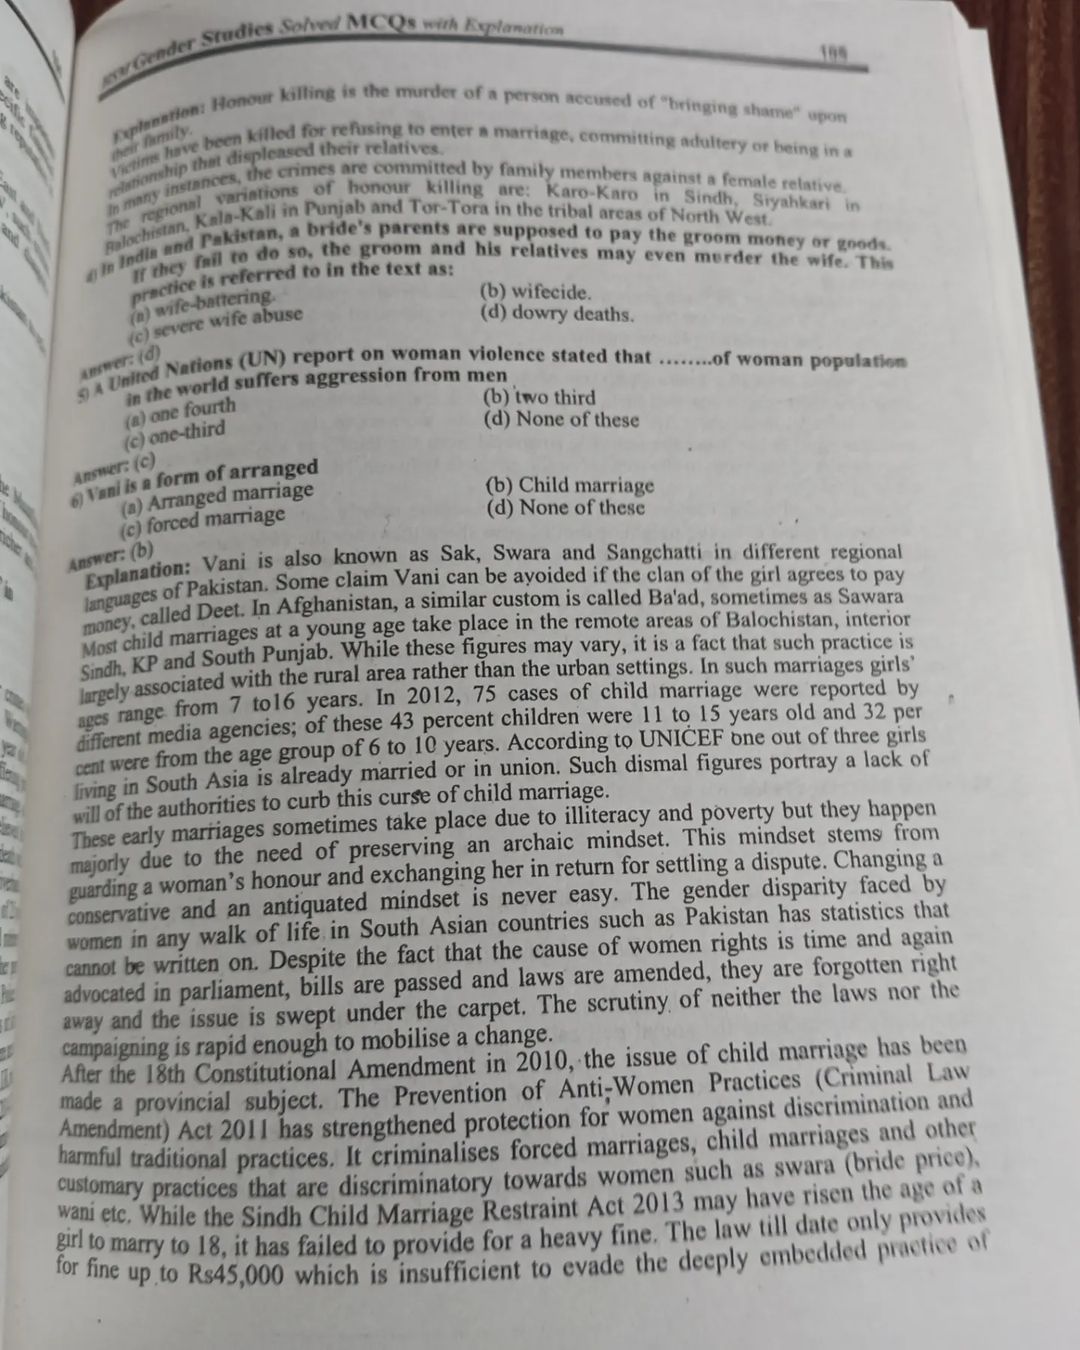 Gender Studies Solved MCQs with Explanation
Explanation: Honour killing is the murder of a person accused of "bringing shame" upon
their family.
Victims have been killed for refusing to enter a marriage, committing adultery or being in a
relationship that displeased their relatives.
In many instances, the crimes are committed by family members against a female relative.
The regional variations of honour killing are: Karo-Karo in Sindh, Siyahkari in
Balochistan, Kala-Kali in Punjab and Tor-Tora in the tribal areas of North West.
4) In India and Pakistan, a bride's parents are supposed to pay the groom money or goods.
If they fail to do so, the groom and his relatives may even murder the wife. This
practice is referred to in the text as:
(a) wife-battering. (b) wifecide.
(c) severe wife abuse (d) dowry deaths.
Answer: (d)
5) A United Nations (UN) report on woman violence stated that ........of woman population
in the world suffers aggression from men
(a) one fourth (b) two third
(c) one-third (d) None of these
Answer: (c)
6) Vani is a form of arranged
(a) Arranged marriage (b) Child marriage
(c) forced marriage (d) None of these
Answer: (b)
Explanation: Vani is also known as Sak, Swara and Sangchatti in different regional
languages of Pakistan. Some claim Vani can be avoided if the clan of the girl agrees to pay
money, called Deet. In Afghanistan, a similar custom is called Ba'ad, sometimes as Sawara
Most child marriages at a young age take place in the remote areas of Balochistan, interior
Sindh, KP and South Punjab. While these figures may vary, it is a fact that such practice is
largely associated with the rural area rather than the urban settings. In such marriages girls'
ages range from 7 to16 years. In 2012, 75 cases of child marriage were reported by
different media agencies; of these 43 percent children were 11 to 15 years old and 32 per
cent were from the age group of 6 to 10 years. According to UNICEF one out of three girls
living in South Asia is already married or in union. Such dismal figures portray a lack of
will of the authorities to curb this curse of child marriage.
These early marriages sometimes take place due to illiteracy and poverty but they happen
majorly due to the need of preserving an archaic mindset. This mindset stems from
guarding a woman's honour and exchanging her in return for settling a dispute. Changing a
conservative and an antiquated mindset is never easy. The gender disparity faced by
women in any walk of life in South Asian countries such as Pakistan has statistics that
cannot be written on. Despite the fact that the cause of women rights is time and again
advocated in parliament, bills are passed and laws are amended, they are forgotten right
away and the issue is swept under the carpet. The scrutiny of neither the laws nor the
campaigning is rapid enough to mobilise a change.
After the 18th Constitutional Amendment in 2010, the issue of child marriage has been
made a provincial subject. The Prevention of Anti-Women Practices (Criminal Law
Amendment) Act 2011 has strengthened protection for women against discrimination and
harmful traditional practices. It criminalises forced marriages, child marriages and other
customary practices that are discriminatory towards women such as swara (bride price),
wani etc. While the Sindh Child Marriage Restraint Act 2013 may have risen the age of a
girl to marry to 18, it has failed to provide for a heavy fine. The law till date only provides
for fine up to Rs45,000 which is insufficient to evade the deeply embedded practice of